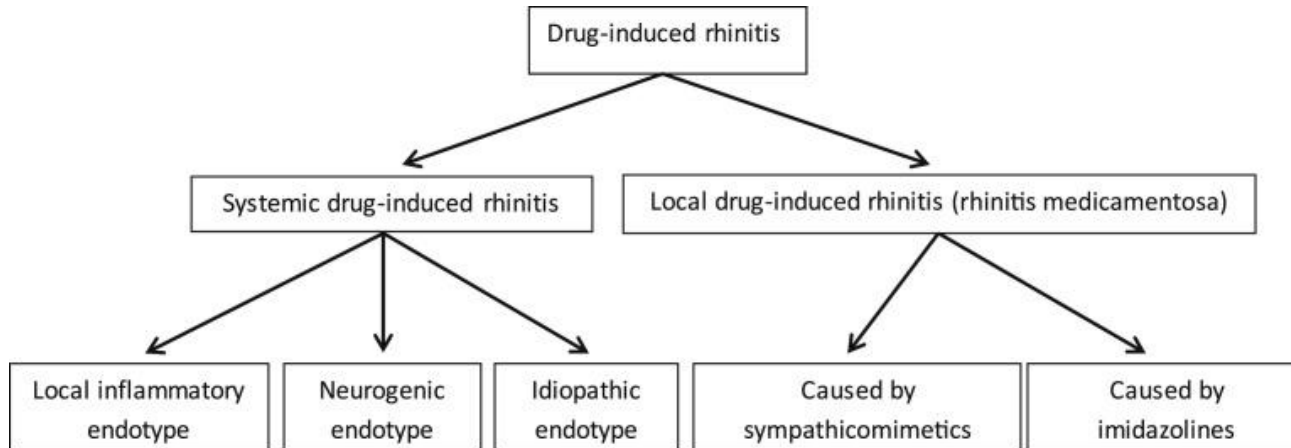 Drug-induced rhinitis
Systemic drug-induced rhinitis
Local drug-induced rhinitis (rhinitis medicamentosa)
Local inflammatory
endotype
Neurogenic
endotype
Idiopathic
endotype
Caused by
sympathicomimetics
Caused by
imidazolines